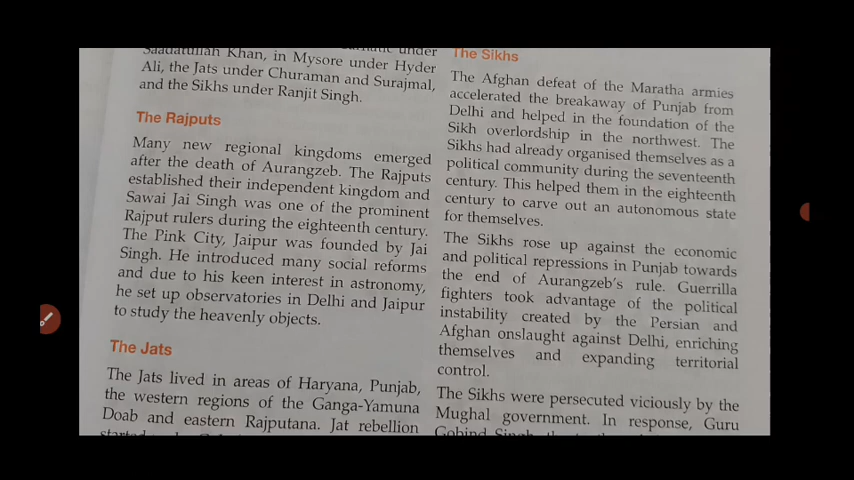 under
Saadatullah Khan, in Mysore under Hyder
Ali, the Jats under Churaman and Surajmal,
and the Sikhs under Ranjit Singh.
The Rajputs
Many new regional kingdoms emerged
after the death of Aurangzeb. The Rajputs
established their independent kingdom and
Sawai Jai Singh was one of the prominent
Rajput rulers during the eighteenth century.
The Pink City, Jaipur was founded by Jai
Singh. He introduced many social reforms
and due to his keen interest in astronomy,
he set up observatories in Delhi and Jaipur
to study the heavenly objects.
The Jats
The Jats lived in areas of Haryana, Punjab,
the western regions of the Ganga-Yamuna
Doab and eastern Rajputana. Jat rebellion
The Sikhs
The Afghan defeat of the Maratha armies
accelerated the breakaway of Punjab from
Delhi and helped in the foundation of the
Sikh overlordship in the northwest. The
Sikhs had already organised themselves as a
political community during the seventeenth
century. This helped them in the eighteenth
century to carve out an autonomous state
for themselves.
The Sikhs rose up against the economic
and political repressions in Punjab towards
the end of Aurangzeb's rule. Guerrilla
fighters took advantage of the political
instability created by the Persian and
Afghan onslaught against Delhi, enriching
themselves and expanding territorial
control.
The Sikhs were persecuted viciously by the
Mughal government. In response, Guru
Gobind Singh